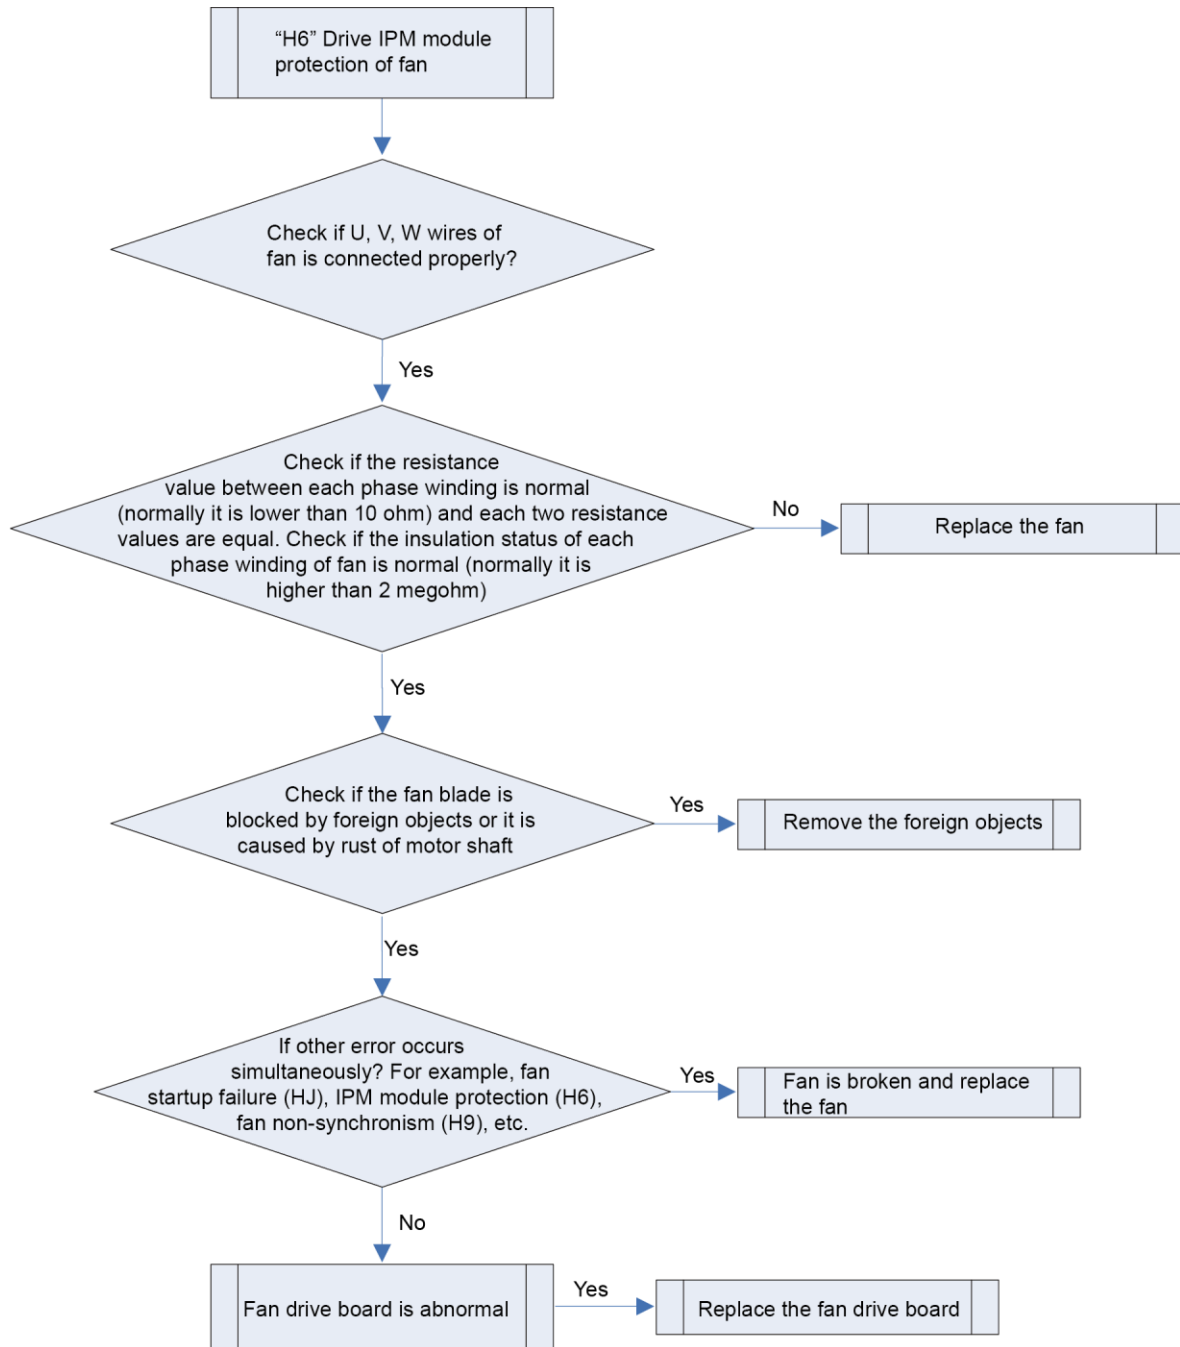 “H6” Drive IPM module
protection of fan
Check if U, V, W wires of
fan is connected properly?
Yes
Check if the resistance
value between each phase winding is normal
(normally it is lower than 10 ohm) and each two resistance
values are equal. Check if the insulation status of each
phase winding of fan is normal (normally it is
higher than 2 megohm)
No
Replace the fan
Yes
Check if the fan blade is
blocked by foreign objects or it is
caused by rust of motor shaft
Yes
Remove the foreign objects
Yes
If other error occurs
simultaneously? For example, fan
startup failure (HJ), IPM module protection (H6),
fan non-synchronism (H9), etc.
Yes
Fan is broken and replace
the fan
No
Fan drive board is abnormal
Yes
Replace the fan drive board